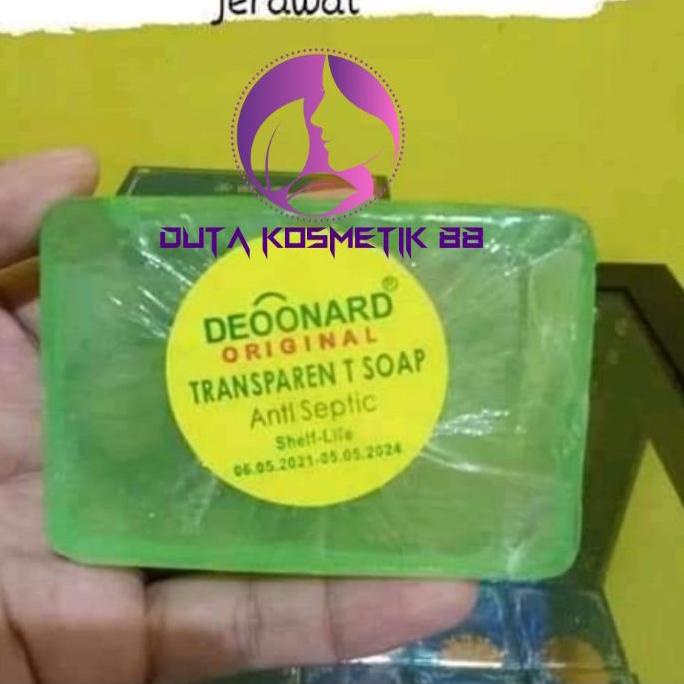 jerawat
DUTA KOSMETIK 88
DEOONARD®
ORIGINAL
TRANSPAREN T SOAP
Anti Septic
Shelf-Life
06.05.2021-05.05.2024